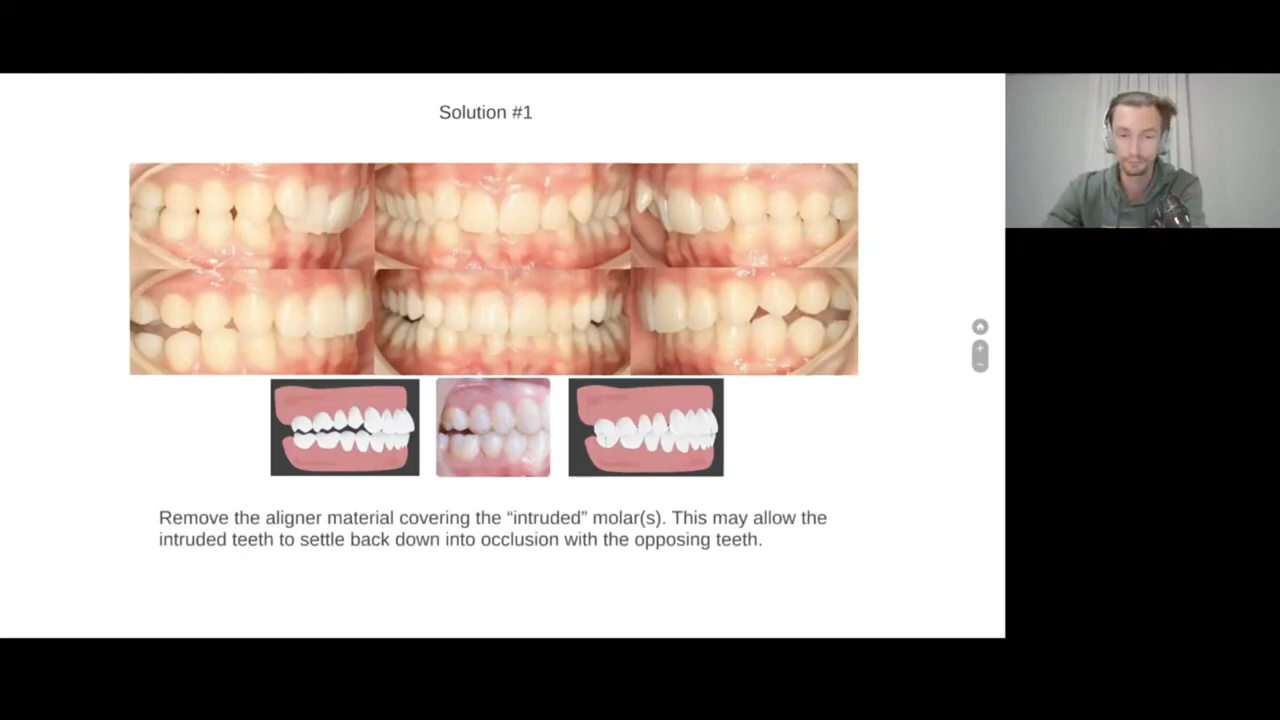 Solution #1
Remove the aligner material covering the “intruded” molar(s). This may allow the
intruded teeth to settle back down into occlusion with the opposing teeth.